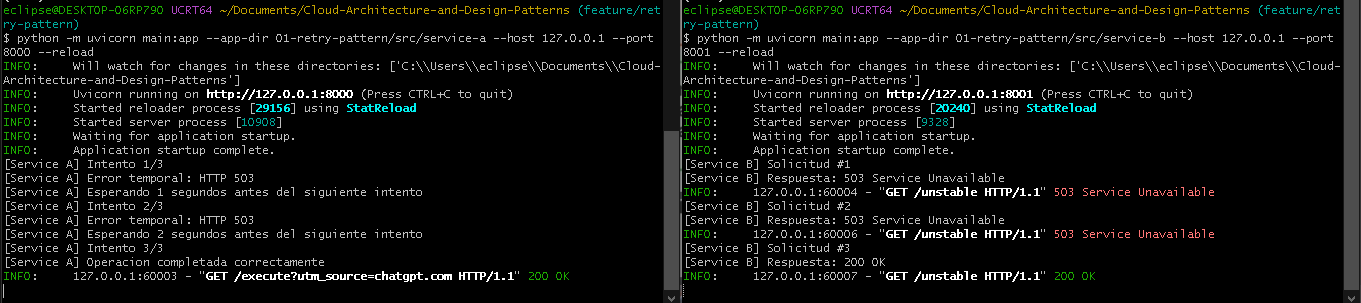 eclipse@DESKTOP-O6RP790 UCRT64 ~/Documents/Cloud-Architecture-and-Design-Patterns (feature/ret
ry-pattern)
$ python -m uvicorn main:app --app-dir 01-retry-pattern/src/service-a --host 127.0.0.1 --port
8000 --reload
INFO:     Will watch for changes in these directories: ['C:\\Users\\eclipse\\Documents\\Cloud-
Architecture-and-Design-Patterns']
INFO:     Uvicorn running on http://127.0.0.1:8000 (Press CTRL+C to quit)
INFO:     Started reloader process [29156] using StatReload
INFO:     Started server process [10908]
INFO:     Waiting for application startup.
INFO:     Application startup complete.
[Service A] Intento 1/3
[Service A] Error temporal: HTTP 503
[Service A] Esperando 1 segundos antes del siguiente intento
[Service A] Intento 2/3
[Service A] Error temporal: HTTP 503
[Service A] Esperando 2 segundos antes del siguiente intento
[Service A] Intento 3/3
[Service A] Operacion completada correctamente
INFO:     127.0.0.1:60003 - "GET /execute?utm_source=chatgpt.com HTTP/1.1" 200 OK
eclipse@DESKTOP-O6RP790 UCRT64 ~/Documents/Cloud-Architecture-and-Design-Patterns (feature/ret
ry-pattern)
$ python -m uvicorn main:app --app-dir 01-retry-pattern/src/service-b --host 127.0.0.1 --port
8001 --reload
INFO:     Will watch for changes in these directories: ['C:\\Users\\eclipse\\Documents\\Cloud-
Architecture-and-Design-Patterns']
INFO:     Uvicorn running on http://127.0.0.1:8001 (Press CTRL+C to quit)
INFO:     Started reloader process [20240] using StatReload
INFO:     Started server process [9328]
INFO:     Waiting for application startup.
INFO:     Application startup complete.
[Service B] Solicitud #1
[Service B] Respuesta: 503 Service Unavailable
INFO:     127.0.0.1:60004 - "GET /unstable HTTP/1.1" 503 Service Unavailable
[Service B] Solicitud #2
[Service B] Respuesta: 503 Service Unavailable
INFO:     127.0.0.1:60006 - "GET /unstable HTTP/1.1" 503 Service Unavailable
[Service B] Solicitud #3
[Service B] Respuesta: 200 OK
INFO:     127.0.0.1:60007 - "GET /unstable HTTP/1.1" 200 OK